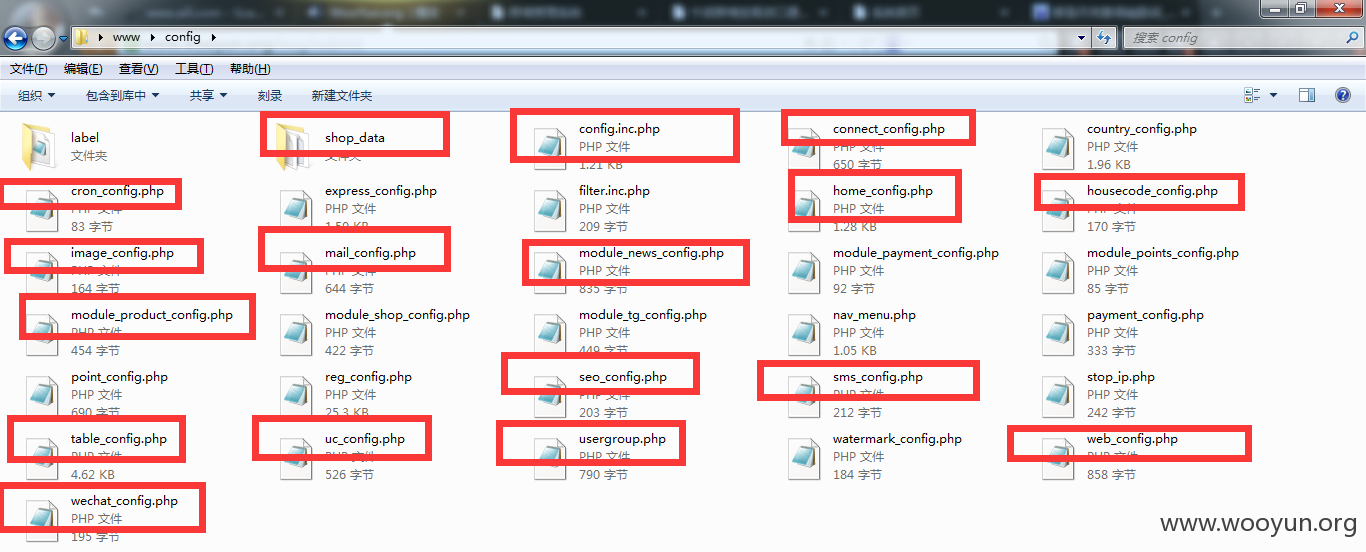 www ▸ config ▸
搜索 config
文件(F) 编辑(E) 查看(V) 工具(T) 帮助(H)
组织 包含到库中 共享 刻录 新建文件夹
label
文件夹
shop_data
文件夹
config.inc.php
PHP 文件
1.21 KB
connect_config.php
PHP 文件
650 字节
country_config.php
PHP 文件
1.96 KB
cron_config.php
PHP 文件
83 字节
express_config.php
PHP 文件
1.59 KB
filter.inc.php
PHP 文件
209 字节
home_config.php
PHP 文件
1.28 KB
housecode_config.php
PHP 文件
170 字节
image_config.php
PHP 文件
164 字节
mail_config.php
PHP 文件
644 字节
module_news_config.php
PHP 文件
835 字节
module_payment_config.php
PHP 文件
92 字节
module_points_config.php
PHP 文件
85 字节
module_product_config.php
PHP 文件
454 字节
module_shop_config.php
PHP 文件
422 字节
module_tg_config.php
PHP 文件
449 字节
nav_menu.php
PHP 文件
1.05 KB
payment_config.php
PHP 文件
333 字节
point_config.php
PHP 文件
690 字节
reg_config.php
PHP 文件
25.3 KB
seo_config.php
PHP 文件
203 字节
sms_config.php
PHP 文件
212 字节
stop_ip.php
PHP 文件
242 字节
table_config.php
PHP 文件
4.62 KB
uc_config.php
PHP 文件
526 字节
usergroup.php
PHP 文件
790 字节
watermark_config.php
PHP 文件
184 字节
web_config.php
PHP 文件
858 字节
wechat_config.php
PHP 文件
195 字节
www.wooyun.org